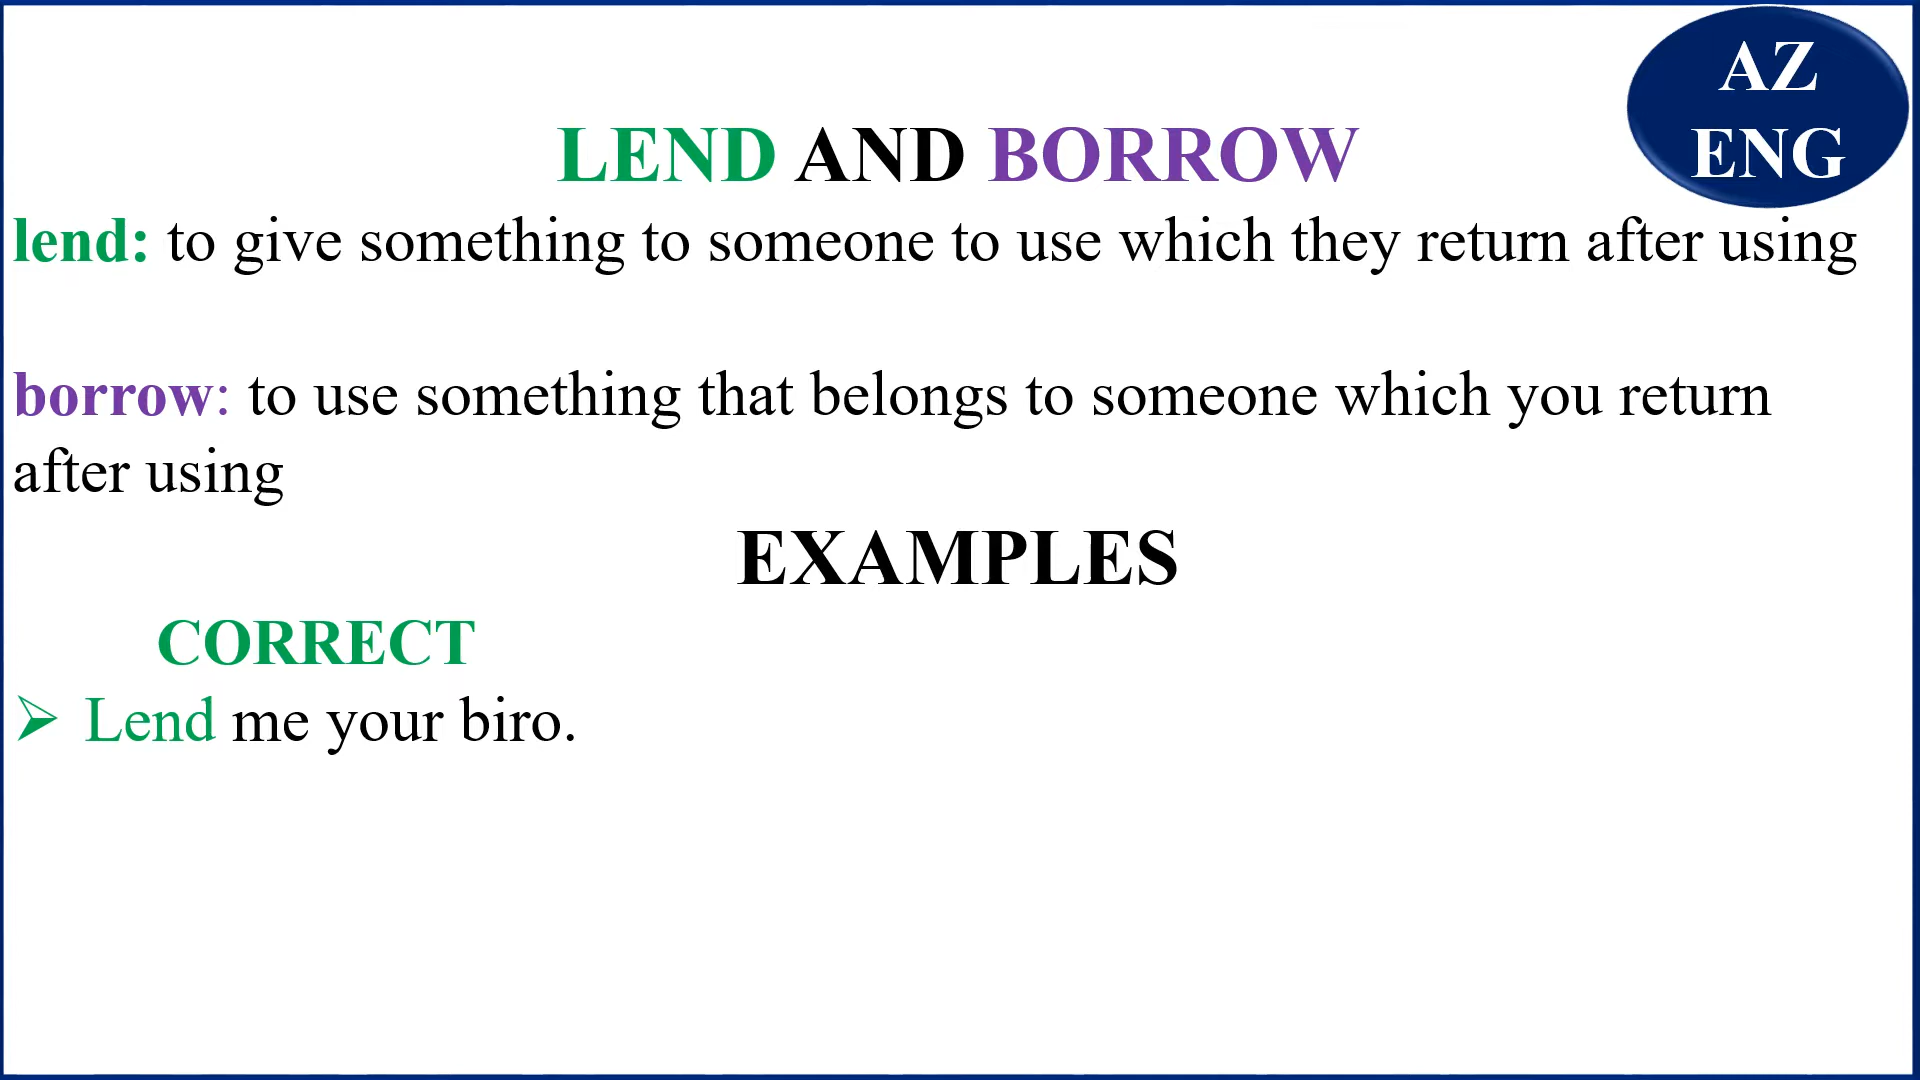 AZ
ENG
LEND AND BORROW
lend: to give something to someone to use which they return after using
borrow: to use something that belongs to someone which you return
after using
EXAMPLES
CORRECT
➢ Lend me your biro.